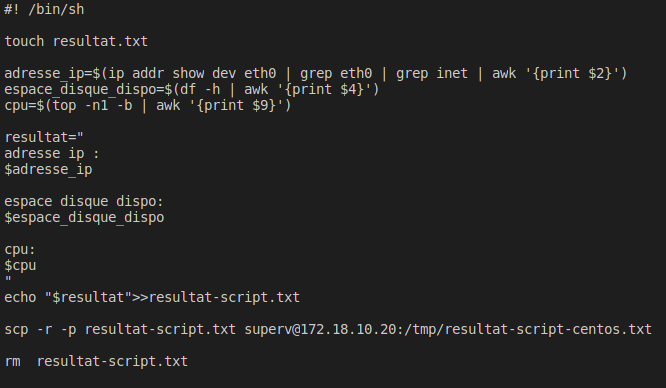 #! /bin/sh
touch resultat.txt
adresse_ip=$(ip addr show dev eth0 | grep eth0 | grep inet | awk '{print $2}')
espace_disque_dispo=$(df -h | awk '{print $4}')
cpu=$(top -n1 -b | awk '{print $9}')
resultat="
adresse ip :
$adresse_ip
espace disque dispo:
$espace_disque_dispo
cpu:
$cpu
"
echo "$resultat">>resultat-script.txt
scp -r -p resultat-script.txt superv@172.18.10.20:/tmp/resultat-script-centos.txt
rm  resultat-script.txt